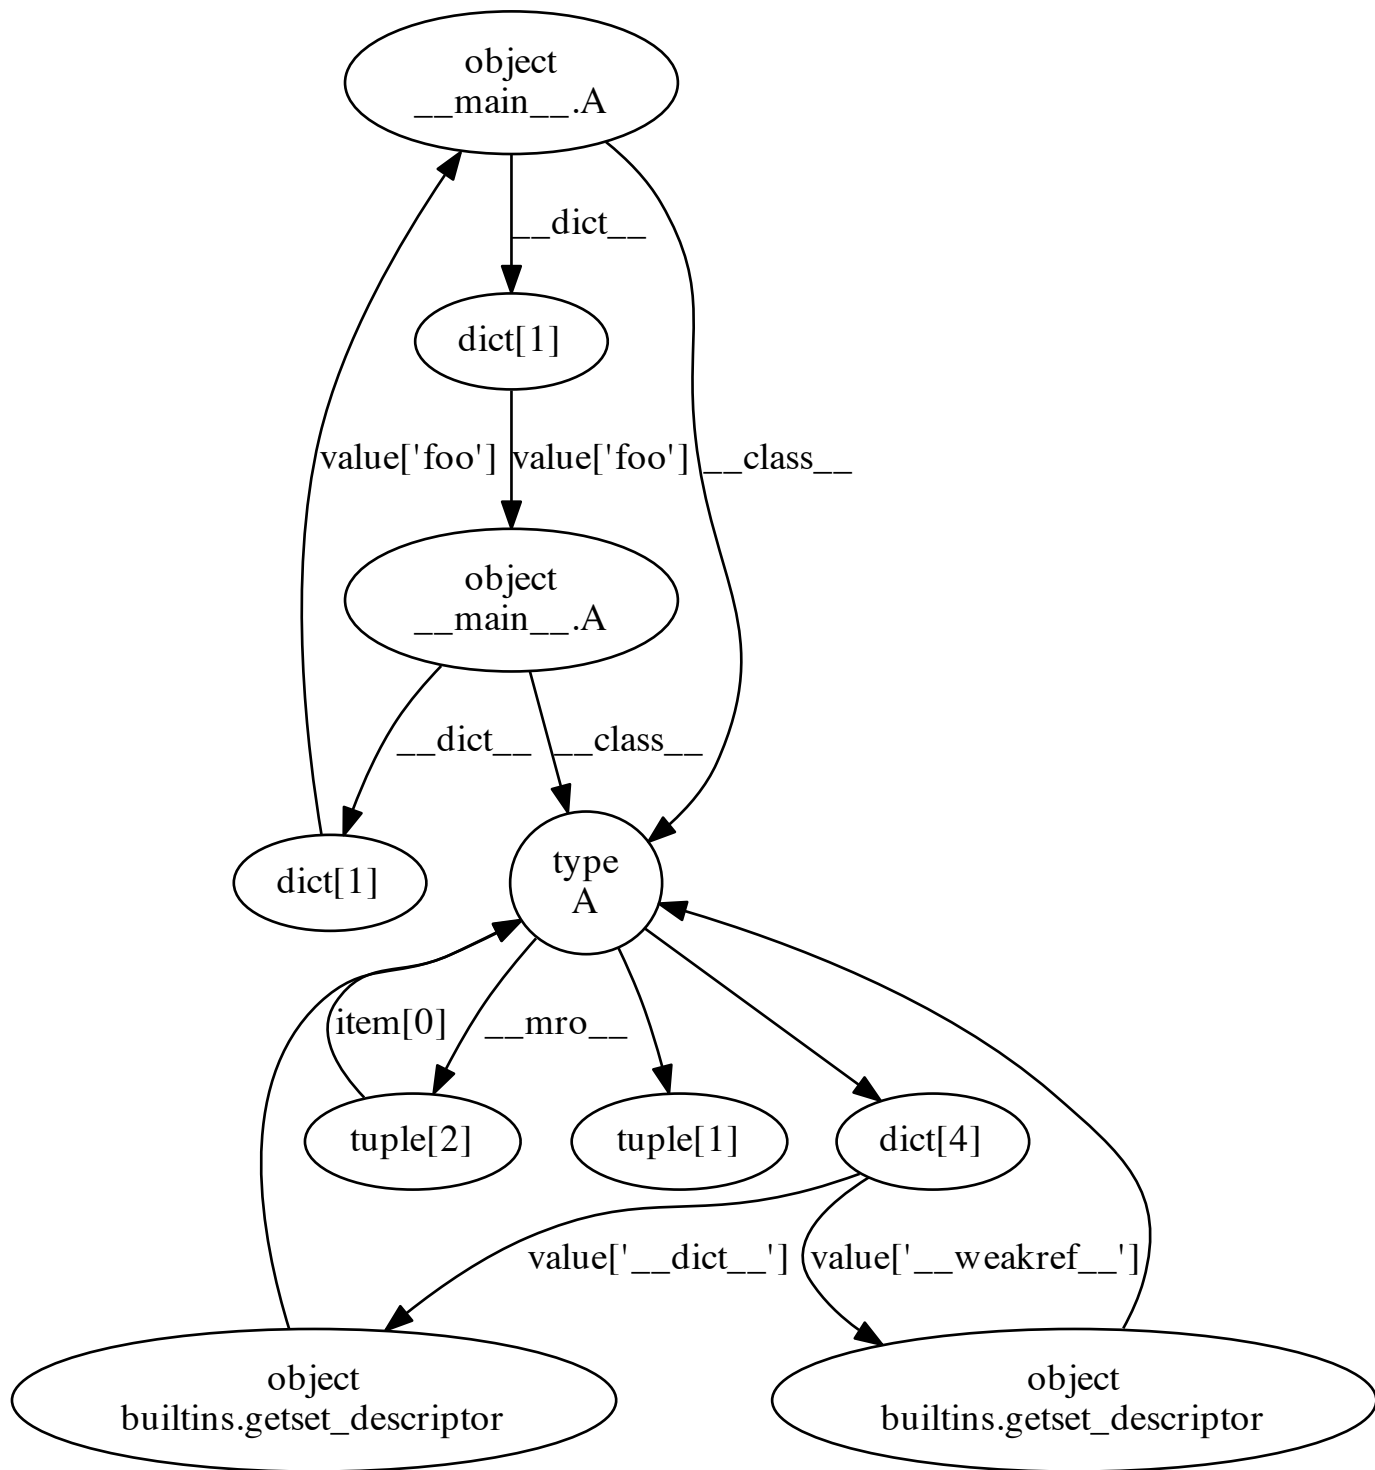 object
__main__.A
__dict__
dict[1]
value['foo']
value['foo']
__class__
object
__main__.A
__dict__
__class__
dict[1]
type
A
item[0]
__mro__
tuple[2]
tuple[1]
dict[4]
value['__dict__']
value['__weakref__']
object
builtins.getset_descriptor
object
builtins.getset_descriptor